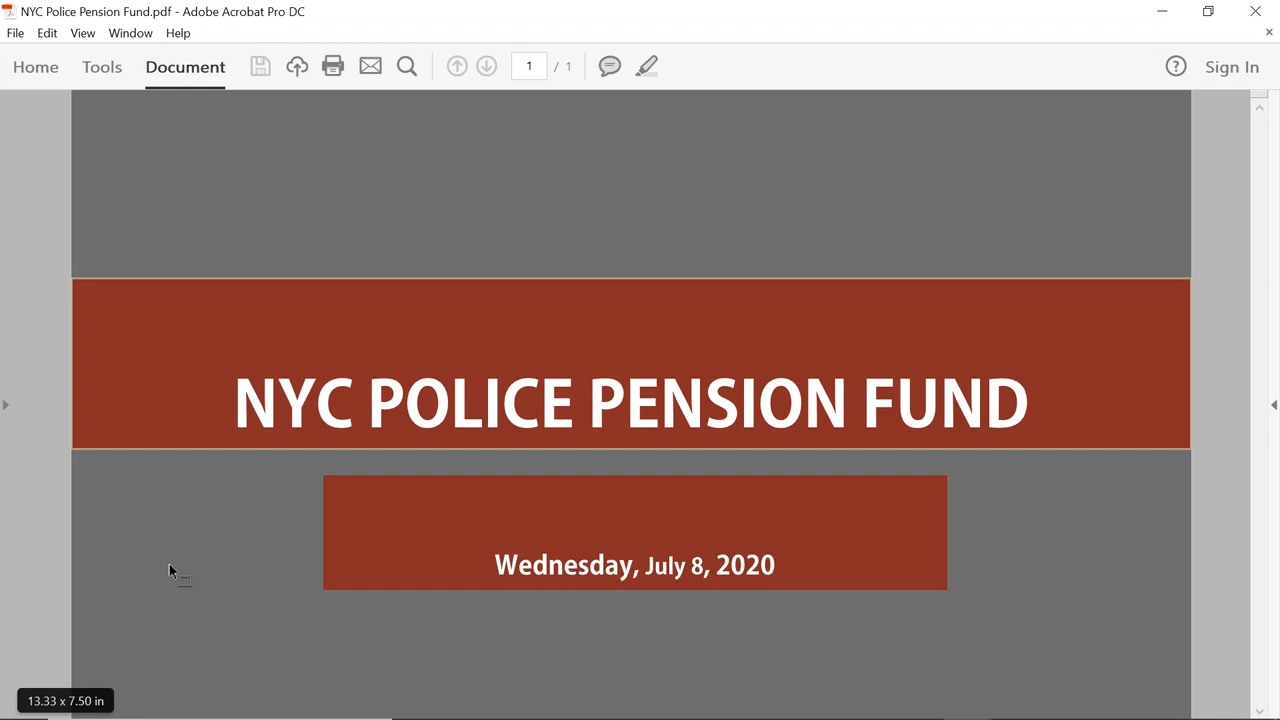 NYC Police Pension Fund.pdf - Adobe Acrobat Pro DC
File Edit View Window Help
Home Tools Document 1 / 1 Sign In
NYC POLICE PENSION FUND
Wednesday, July 8, 2020
13.33 x 7.50 in